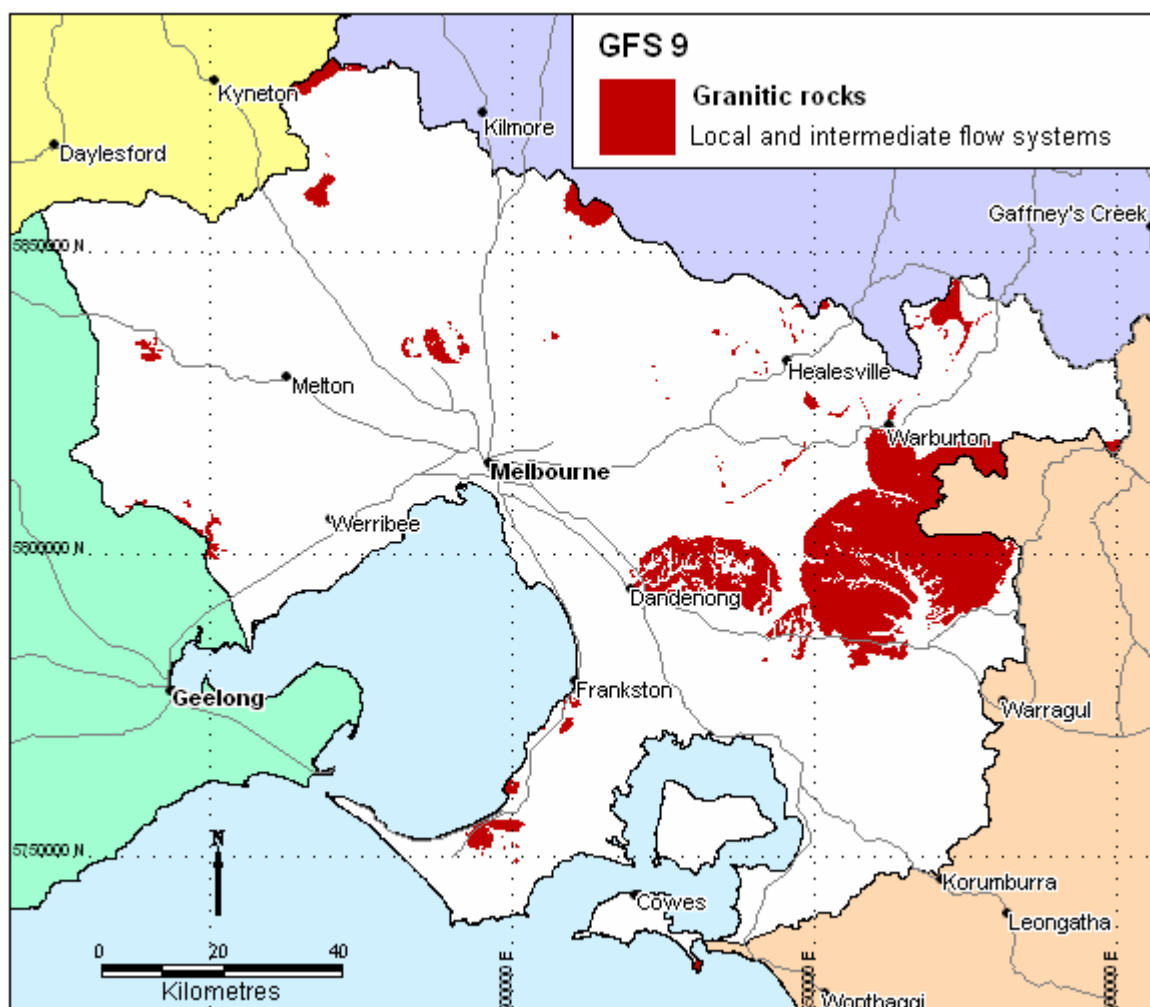 GFS 9
Granitic rocks
Local and intermediate flow systems
Kyneton
Kilmore
Daylesford
Gaffney's Creek
5850000 N
Healesville
Melton
Warburton
Melbourne
Werribee
5800000 N
Dandenong
Geelong
Frankston
Warragul
N
5750000 N
Korumburra
Cowes
Leongatha
0 20 40
Kilometres
Wonthaggi